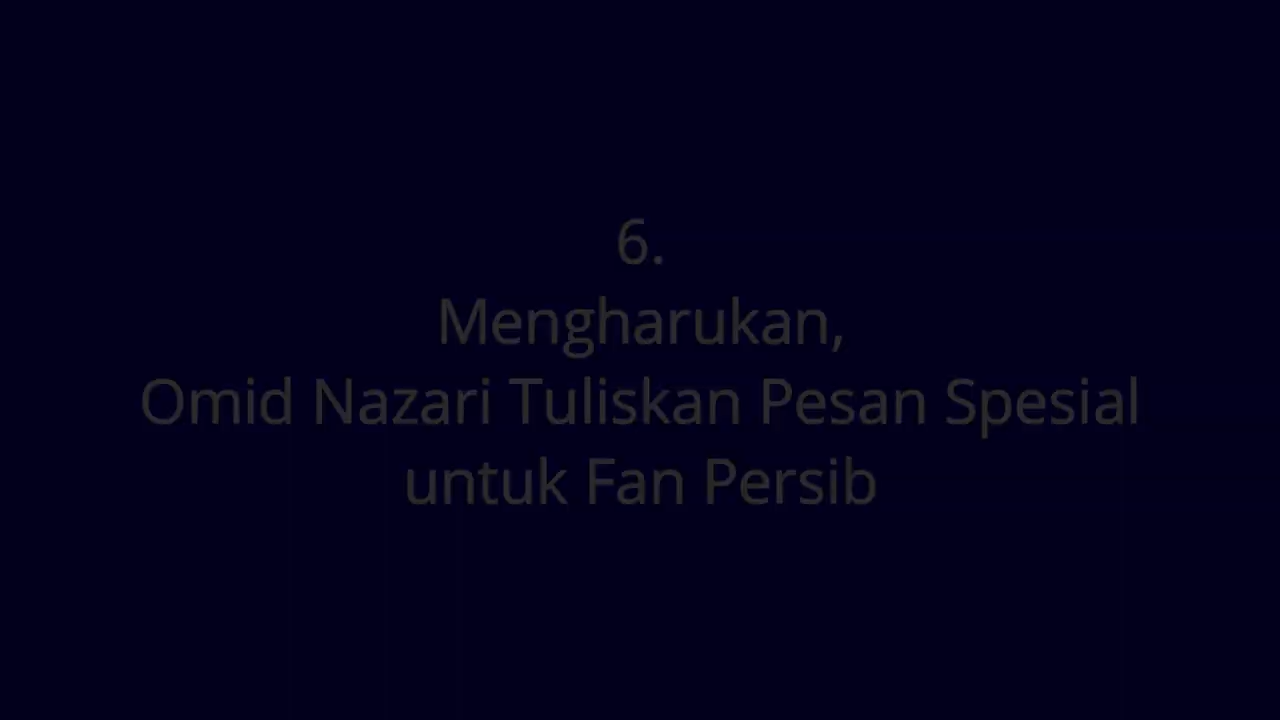 6.
Mengharukan,
Omid Nazari Tuliskan Pesan Spesial
untuk Fan Persib